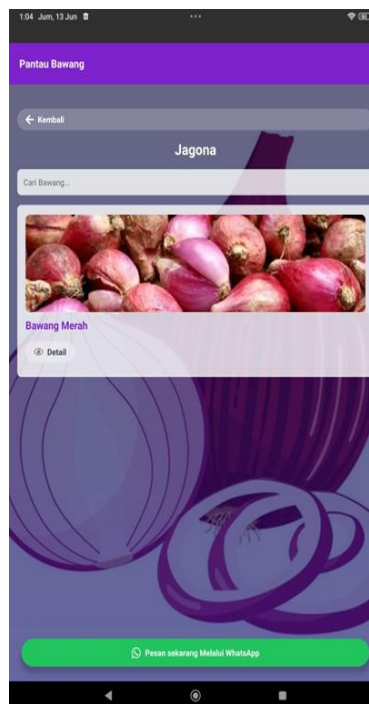 1:04 Jum, 13 Jun
Pantau Bawang
Kembali
Jagona
Cari Bawang...
Bawang Merah
Detail
Pesan sekarang Melalui WhatsApp